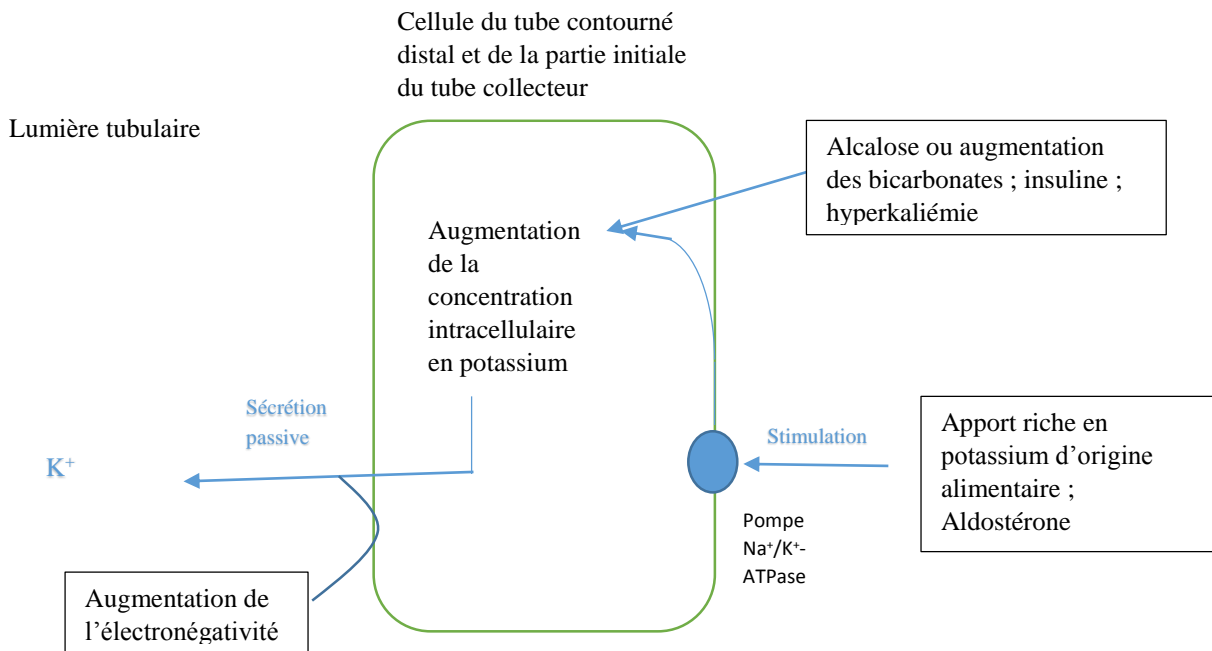 Cellule du tube contourné
distal et de la partie initiale
du tube collecteur
Lumière tubulaire
Alcalose ou augmentation
des bicarbonates ; insuline ;
hyperkaliémie
Augmentation
de la
concentration
intracellulaire
en potassium
Sécrétion
passive
K⁺
Stimulation
Apport riche en
potassium d’origine
alimentaire ;
Aldostérone
Pompe
Na⁺/K⁺-
ATPase
Augmentation de
l’électronégativité